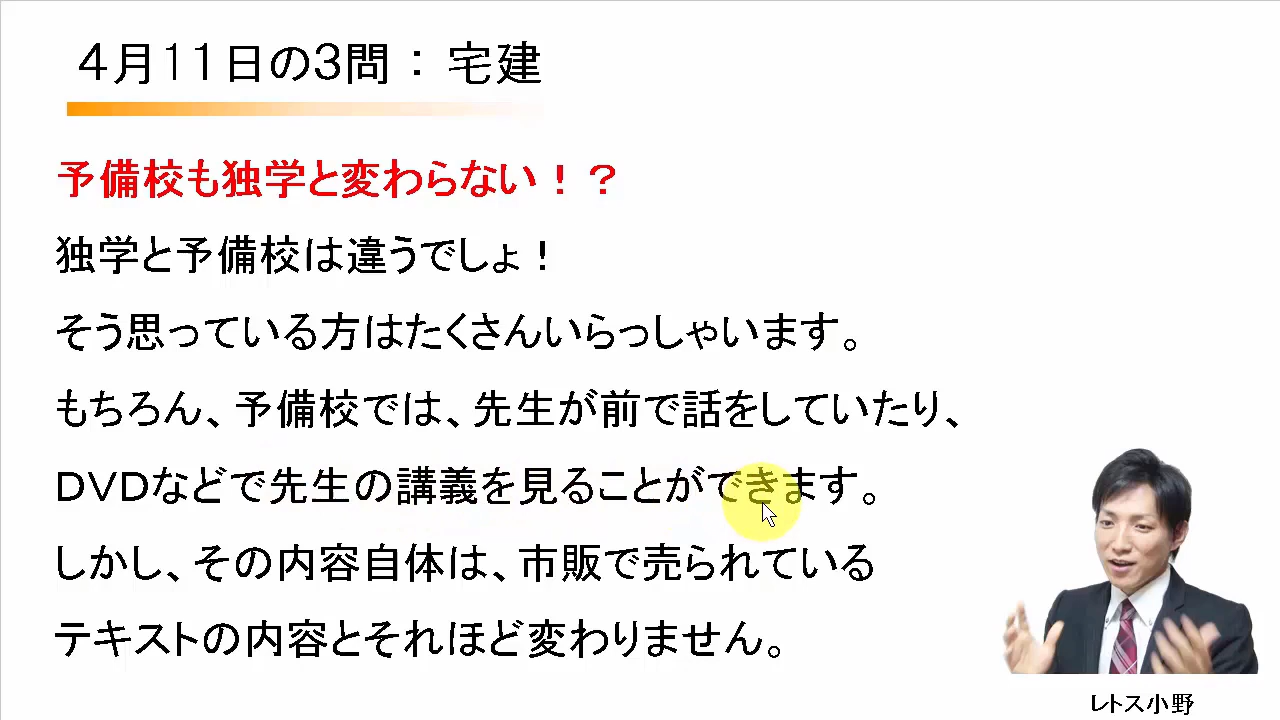 ４月１１日の３問：宅建
予備校も独学と変わらない！？
独学と予備校は違うでしょ！
そう思っている方はたくさんいらっしゃいます。
もちろん、予備校では、先生が前で話をしていたり、
ＤＶＤなどで先生の講義を見ることができます。
しかし、その内容自体は、市販で売られている
テキストの内容とそれほど変わりません。
レトス小野